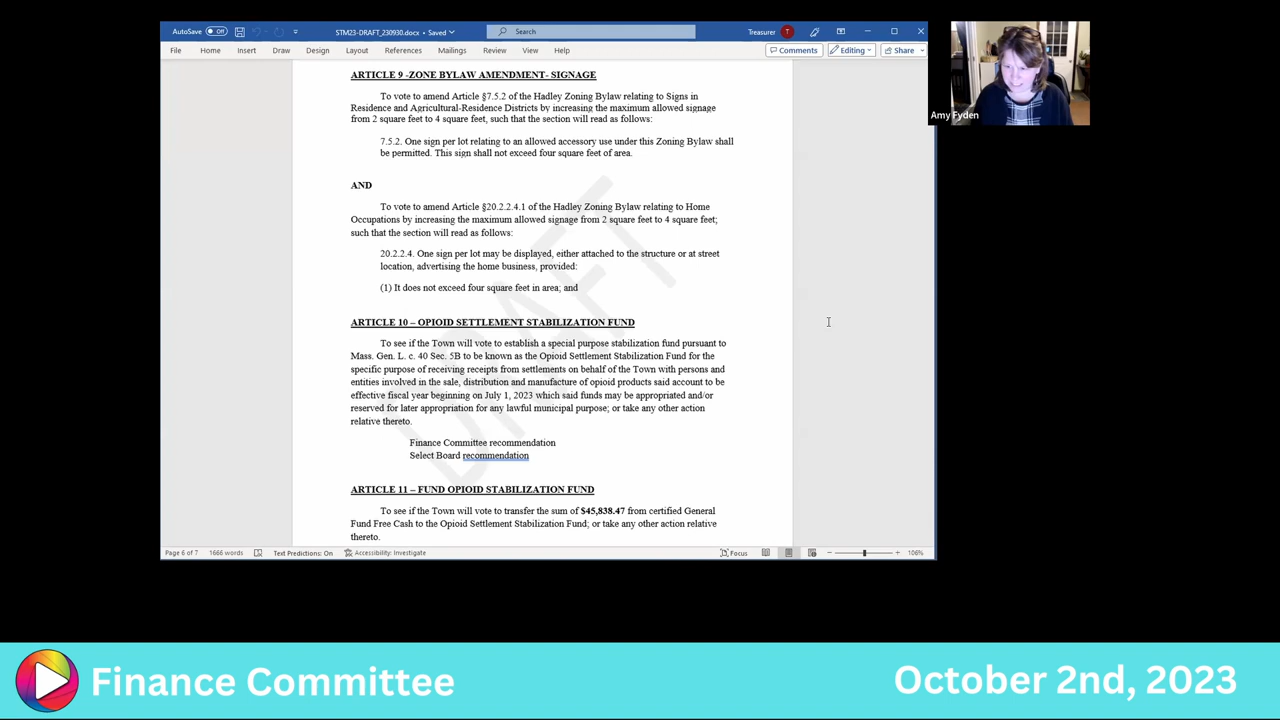 AutoSave Off STM23-DRAFT_230930.docx • Saved Search Treasurer T
File Home Insert Draw Design Layout References Mailings Review View Help Comments Editing Share
ARTICLE 9 -ZONE BYLAW AMENDMENT- SIGNAGE
To vote to amend Article §7.5.2 of the Hadley Zoning Bylaw relating to Signs in
Residence and Agricultural-Residence Districts by increasing the maximum allowed signage
from 2 square feet to 4 square feet, such that the section will read as follows:
7.5.2. One sign per lot relating to an allowed accessory use under this Zoning Bylaw shall
be permitted. This sign shall not exceed four square feet of area.
AND
To vote to amend Article §20.2.2.4.1 of the Hadley Zoning Bylaw relating to Home
Occupations by increasing the maximum allowed signage from 2 square feet to 4 square feet;
such that the section will read as follows:
20.2.2.4. One sign per lot may be displayed, either attached to the structure or at street
location, advertising the home business, provided:
(1) It does not exceed four square feet in area; and
ARTICLE 10 – OPIOID SETTLEMENT STABILIZATION FUND
To see if the Town will vote to establish a special purpose stabilization fund pursuant to
Mass. Gen. L. c. 40 Sec. 5B to be known as the Opioid Settlement Stabilization Fund for the
specific purpose of receiving receipts from settlements on behalf of the Town with persons and
entities involved in the sale, distribution and manufacture of opioid products said account to be
effective fiscal year beginning on July 1, 2023 which said funds may be appropriated and/or
reserved for later appropriation for any lawful municipal purpose; or take any other action
relative thereto.
Finance Committee recommendation
Select Board recommendation
ARTICLE 11 – FUND OPIOID STABILIZATION FUND
To see if the Town will vote to transfer the sum of $45,838.47 from certified General
Fund Free Cash to the Opioid Settlement Stabilization Fund; or take any other action relative
thereto.
DRAFT
Page 6 of 7 1666 words Text Predictions: On Accessibility: Investigate Focus 106%
Amy Fyden
Finance Committee
October 2nd, 2023